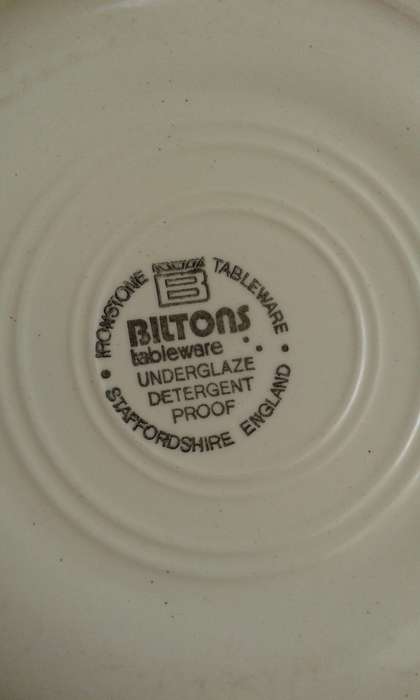 IRONSTONE TABLEWARE
B
BILTONS
tableware
UNDERGLAZE
DETERGENT
PROOF
STAFFORDSHIRE ENGLAND